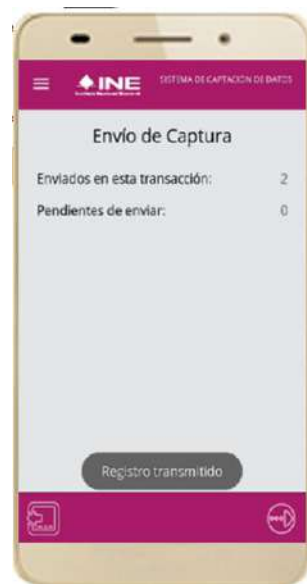 INE
SISTEMA DE CAPTACIÓN DE DATOS
Envío de Captura
Enviados en esta transacción: 2
Pendientes de enviar: 0
Registro transmitido